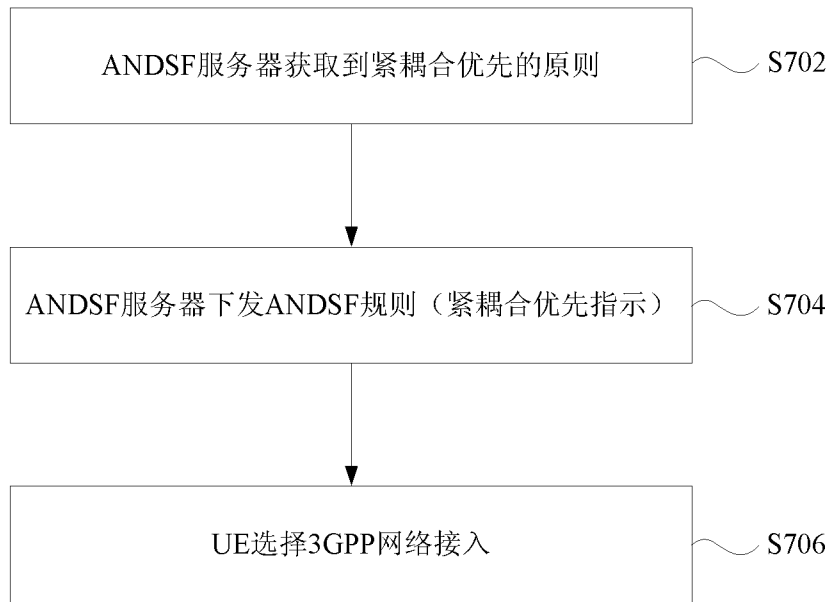 ANDSF服务器获取到紧耦合优先的原则
S702
ANDSF服务器下发ANDSF规则（紧耦合优先指示）
S704
UE选择3GPP网络接入
S706